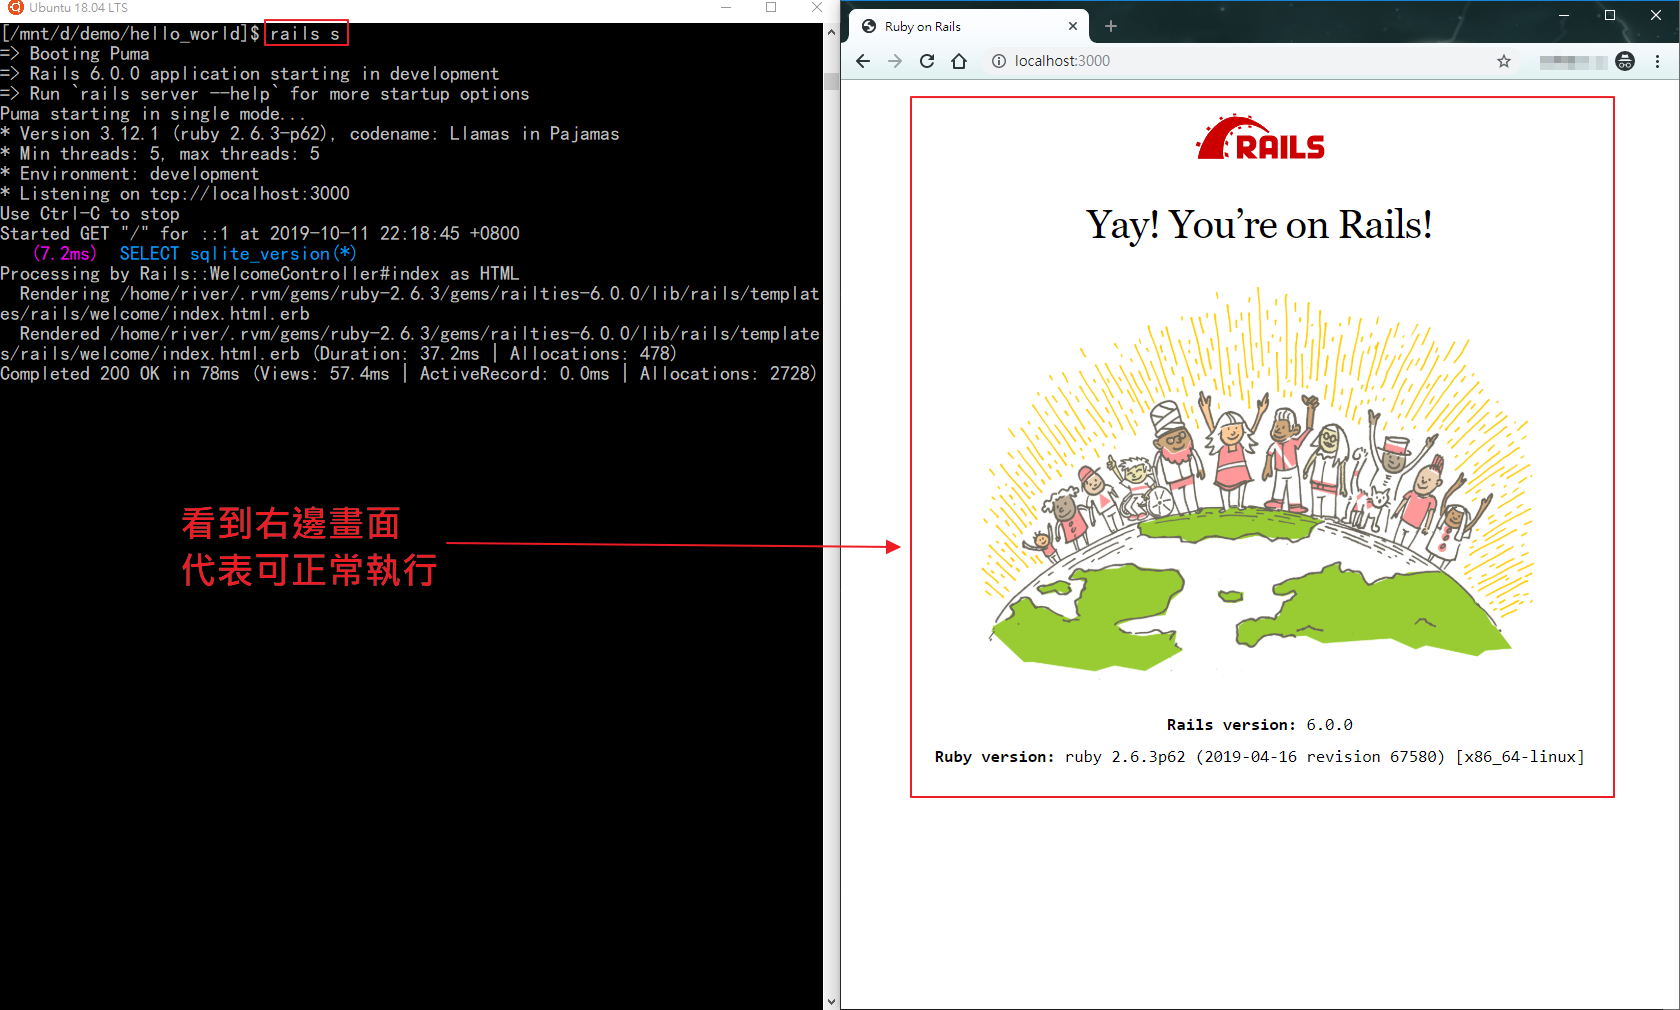 Ubuntu 18.04 LTS
[/mnt/d/demo/hello_world]$ rails s
=> Booting Puma
=> Rails 6.0.0 application starting in development
=> Run `rails server --help` for more startup options
Puma starting in single mode...
* Version 3.12.1 (ruby 2.6.3-p62), codename: Llamas in Pajamas
* Min threads: 5, max threads: 5
* Environment: development
* Listening on tcp://localhost:3000
Use Ctrl-C to stop
Started GET "/" for ::1 at 2019-10-11 22:18:45 +0800
(7.2ms)  SELECT sqlite_version(*)
Processing by Rails::WelcomeController#index as HTML
Rendering /home/river/.rvm/gems/ruby-2.6.3/gems/railties-6.0.0/lib/rails/templat
es/rails/welcome/index.html.erb
Rendered /home/river/.rvm/gems/ruby-2.6.3/gems/railties-6.0.0/lib/rails/template
s/rails/welcome/index.html.erb (Duration: 37.2ms | Allocations: 478)
Completed 200 OK in 78ms (Views: 57.4ms | ActiveRecord: 0.0ms | Allocations: 2728)
看到右邊畫面
代表可正常執行
Ruby on Rails
localhost:3000
RAILS
Yay! You’re on Rails!
Rails version: 6.0.0
Ruby version: ruby 2.6.3p62 (2019-04-16 revision 67580) [x86_64-linux]